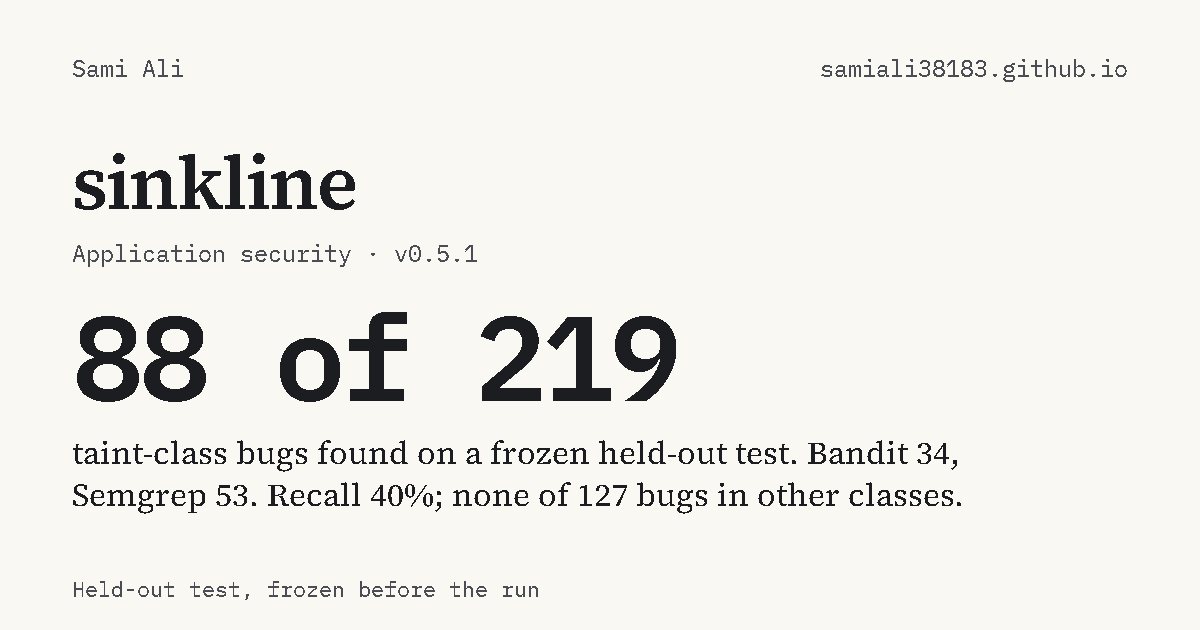 Sami Ali
samiali38183.github.io
sinkline
Application security · v0.5.1
88 of 219
taint-class bugs found on a frozen held-out test. Bandit 34,
Semgrep 53. Recall 40%; none of 127 bugs in other classes.
Held-out test, frozen before the run